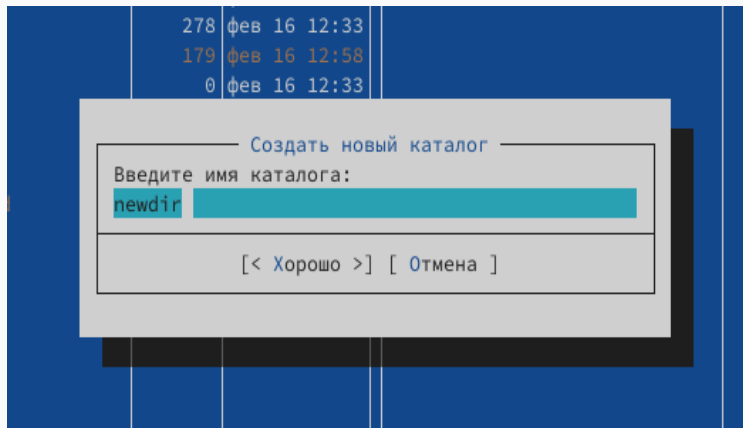 278 фев 16 12:33
179 фев 16 12:58
0 фев 16 12:33
Создать новый каталог
Введите имя каталога:
newdir
[< Хорошо >] [ Отмена ]